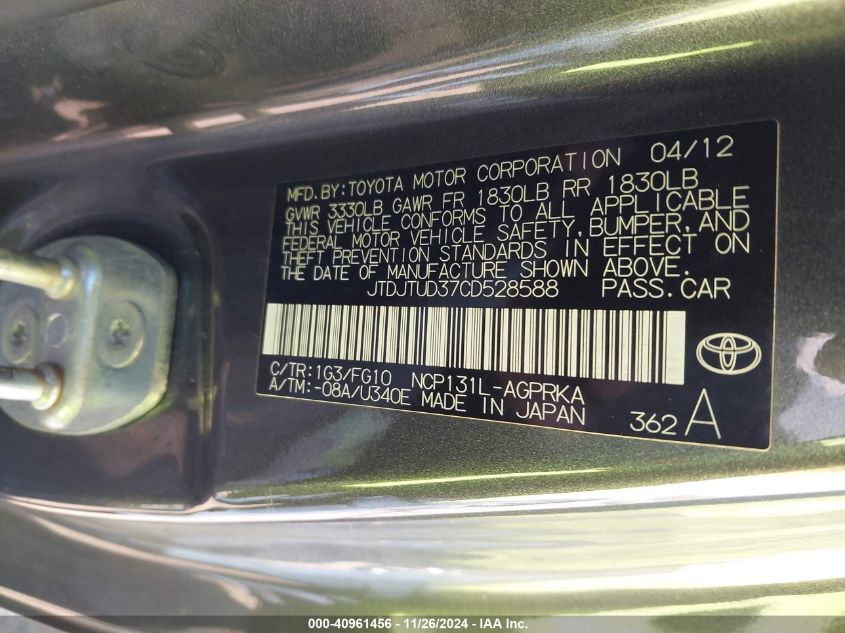 MFD.BY:TOYOTA MOTOR CORPORATION 04/12
GVWR 3330LB GAWR FR 1830LB RR 1830LB
THIS VEHICLE CONFORMS TO ALL APPLICABLE
FEDERAL MOTOR VEHICLE SAFETY, BUMPER, AND
THEFT PREVENTION STANDARDS IN EFFECT ON
THE DATE OF MANUFACTURE SHOWN ABOVE.
JTDJTUD37CD528588 PASS.CAR
C/TR:1G3/FG10 NCP131L-AGPRKA
A/TM:-08A/U340E MADE IN JAPAN
362 A
000-40961456 - 11/26/2024 - IAA Inc.